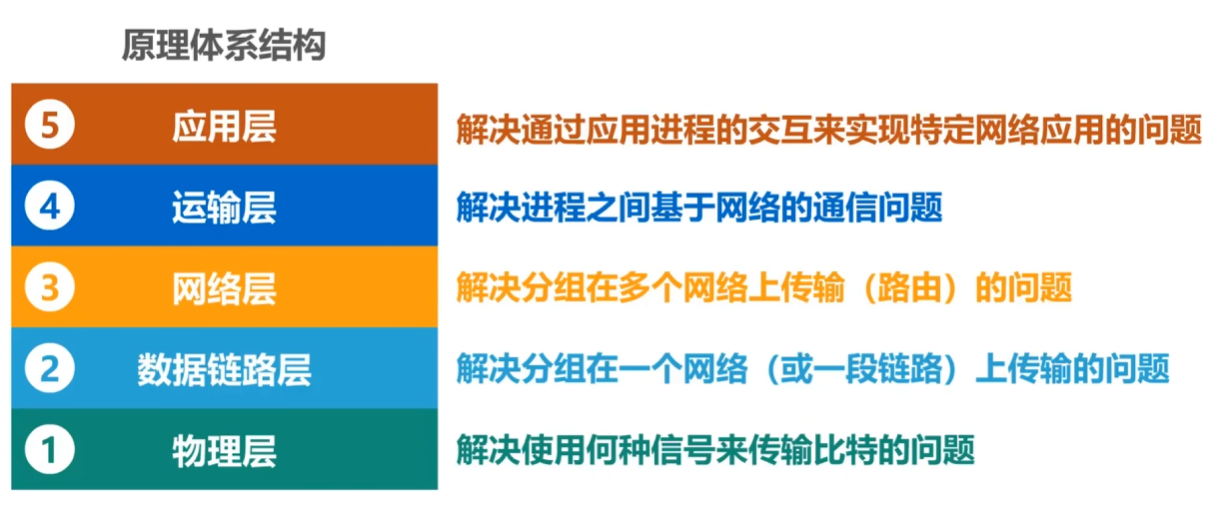 原理体系结构
5 应用层 解决通过应用进程的交互来实现特定网络应用的问题
4 运输层 解决进程之间基于网络的通信问题
3 网络层 解决分组在多个网络上传输（路由）的问题
2 数据链路层 解决分组在一个网络（或一段链路）上传输的问题
1 物理层 解决使用何种信号来传输比特的问题